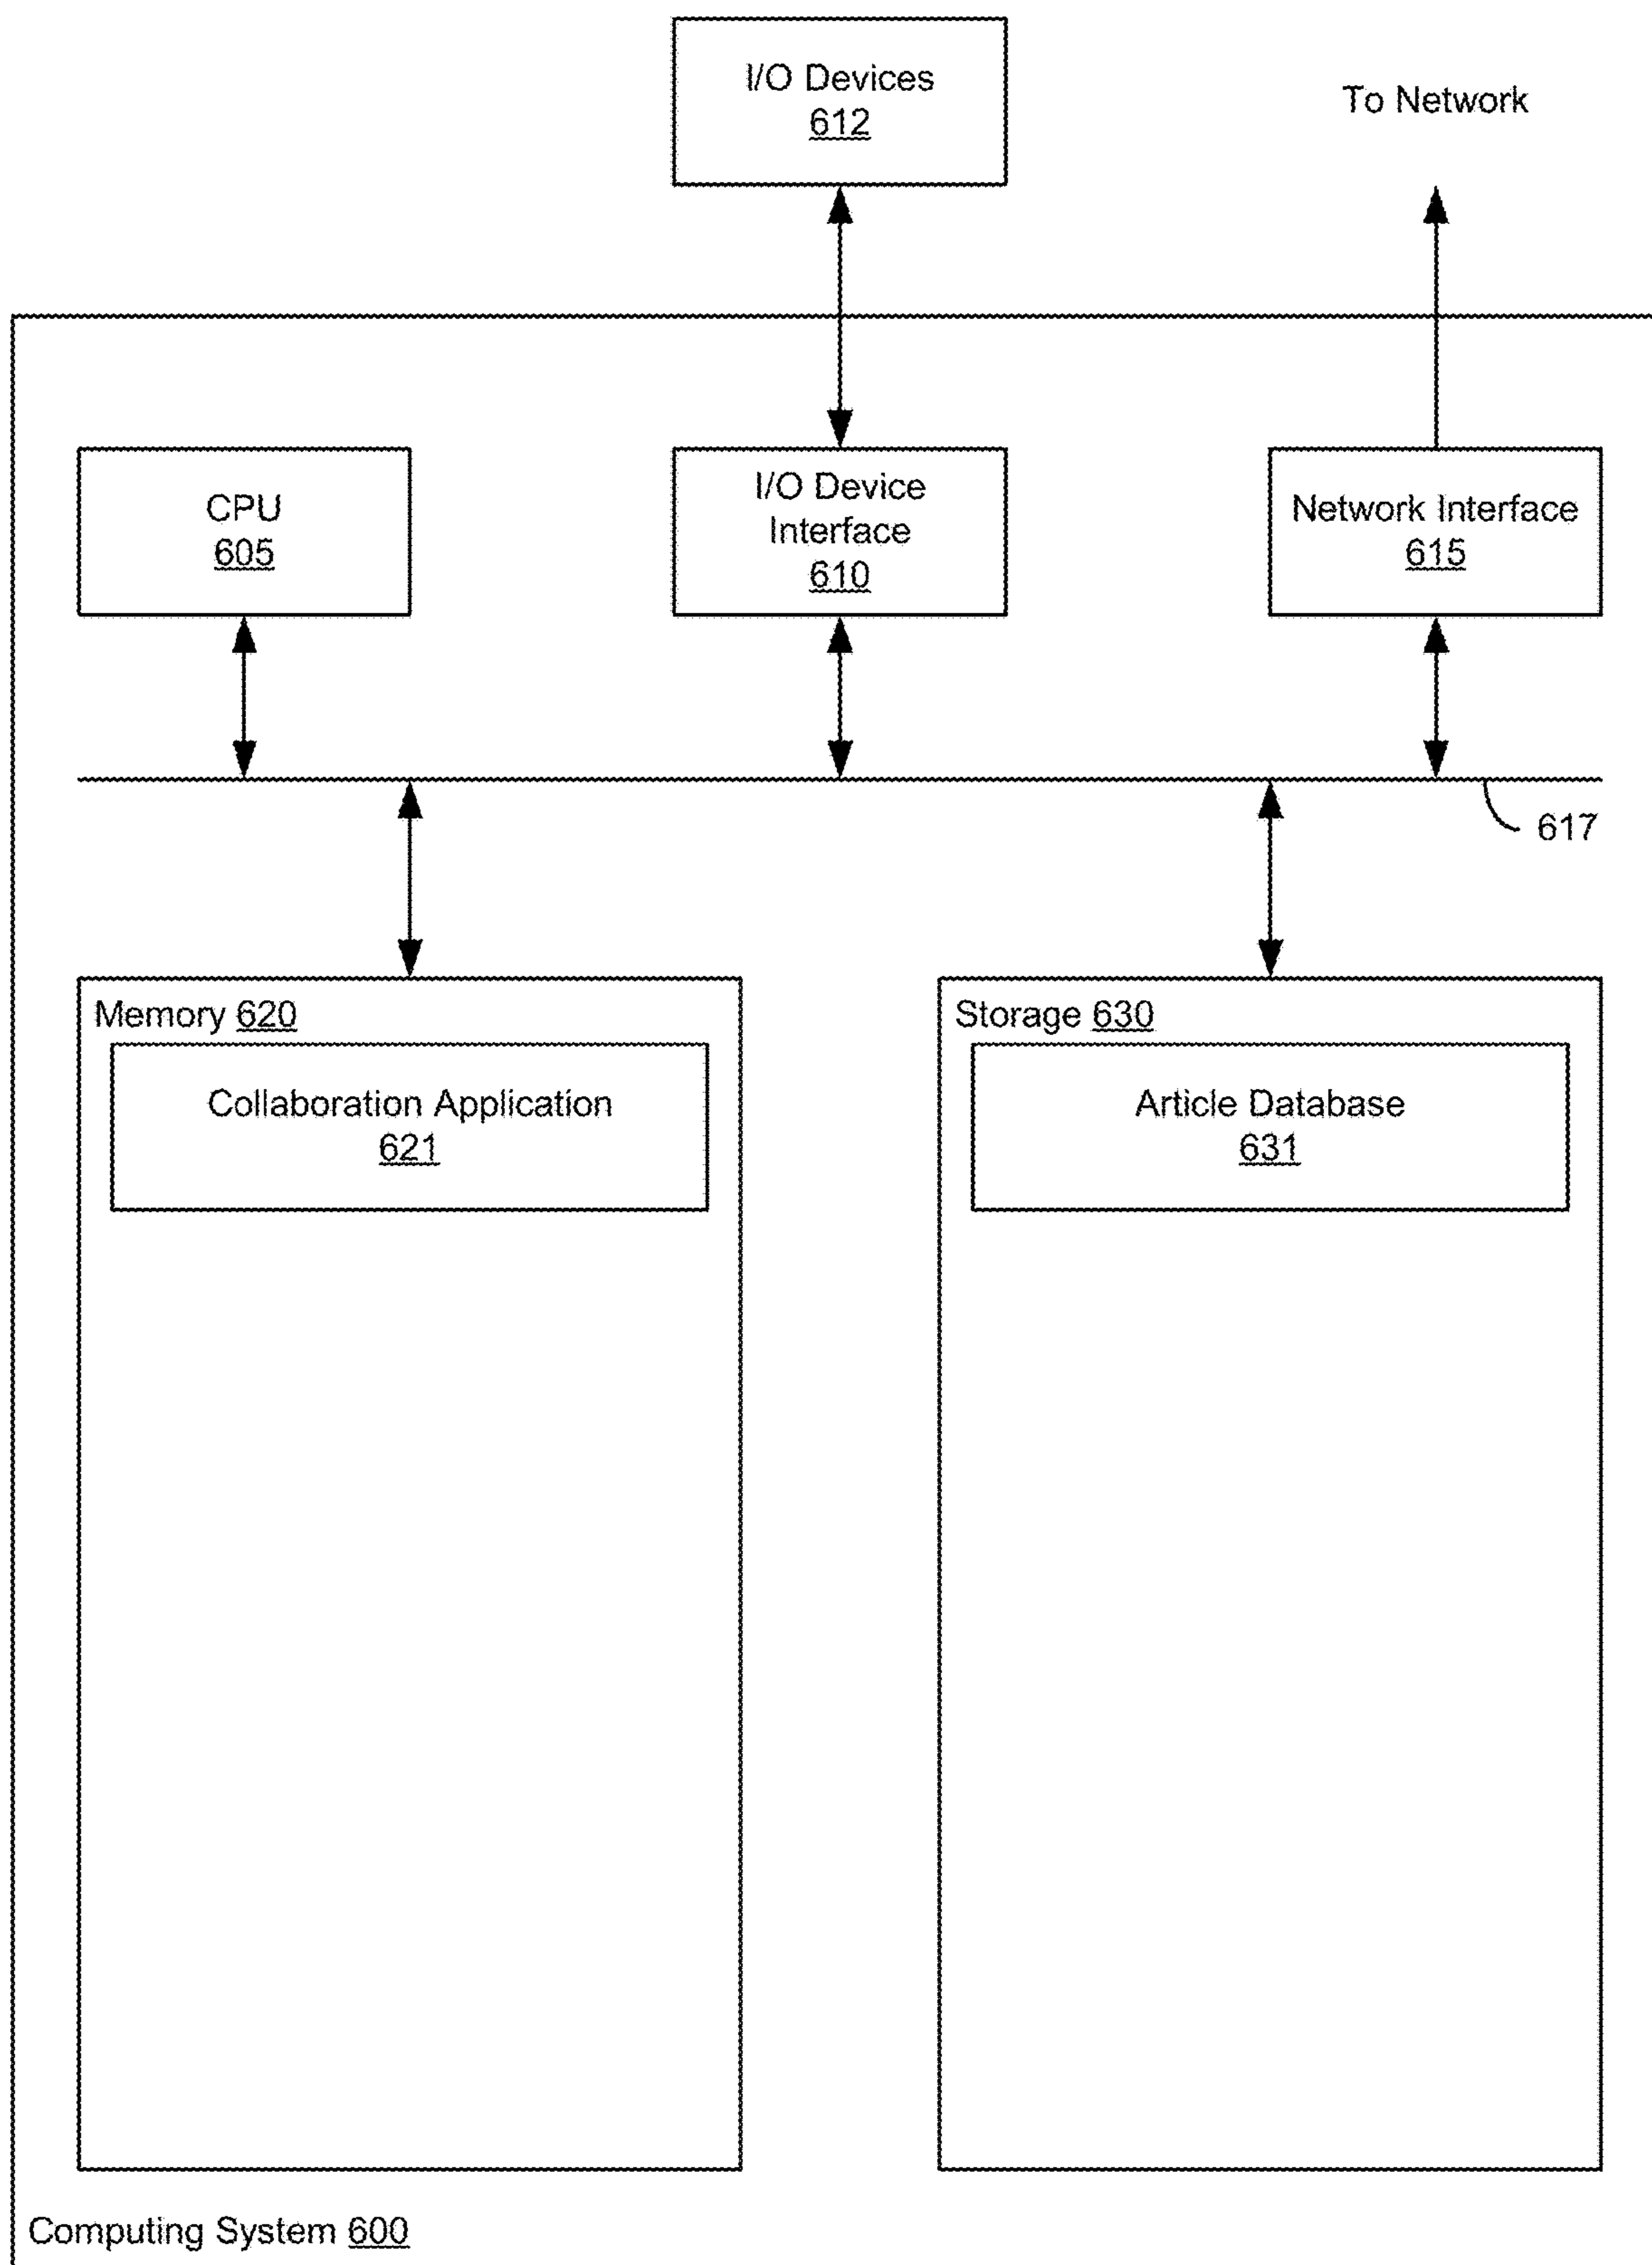 I/O Devices
612
To Network
CPU
605
I/O Device
Interface
610
Network Interface
615
617
Memory 620
Collaboration Application
621
Storage 630
Article Database
631
Computing System 600